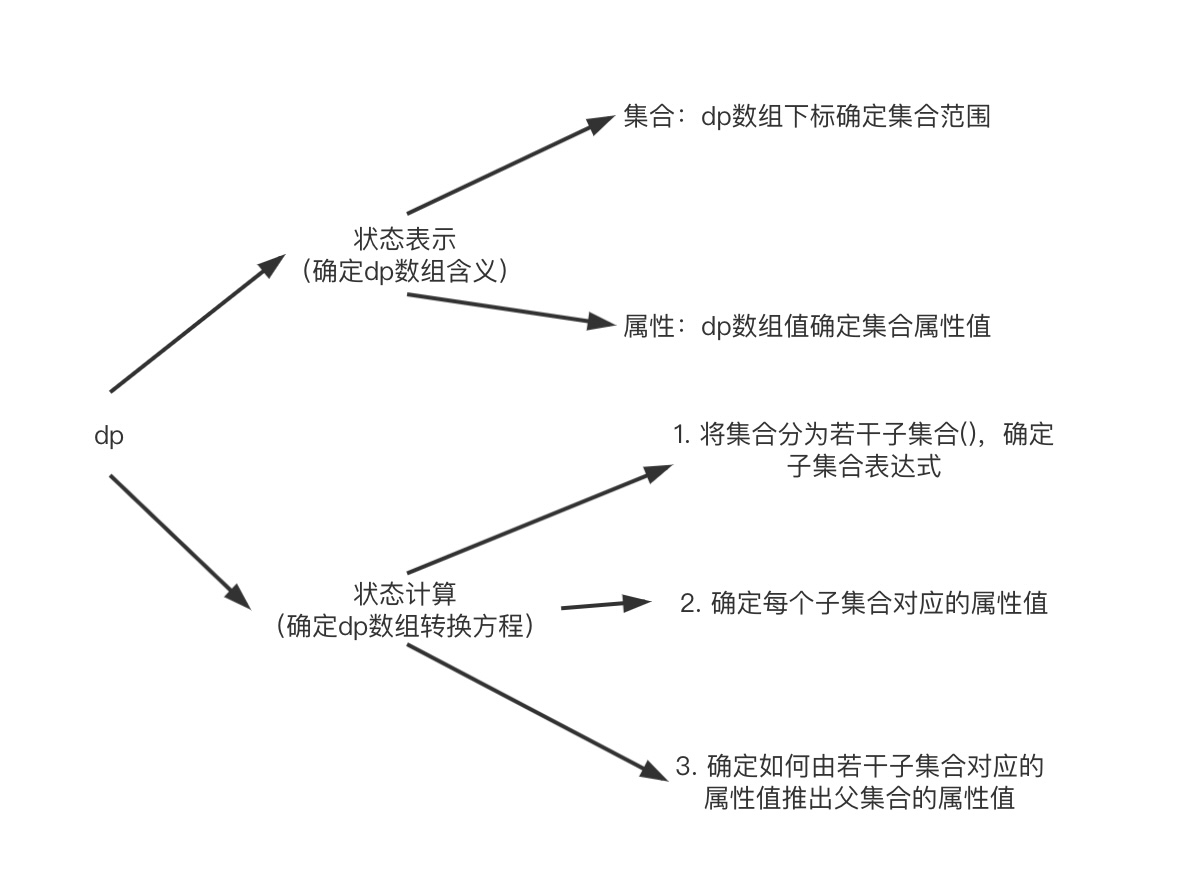 集合：dp数组下标确定集合范围
状态表示
（确定dp数组含义）
属性：dp数组值确定集合属性值
dp
1. 将集合分为若干子集合()，确定
子集合表达式
状态计算
（确定dp数组转换方程）
2. 确定每个子集合对应的属性值
3. 确定如何由若干子集合对应的
属性值推出父集合的属性值